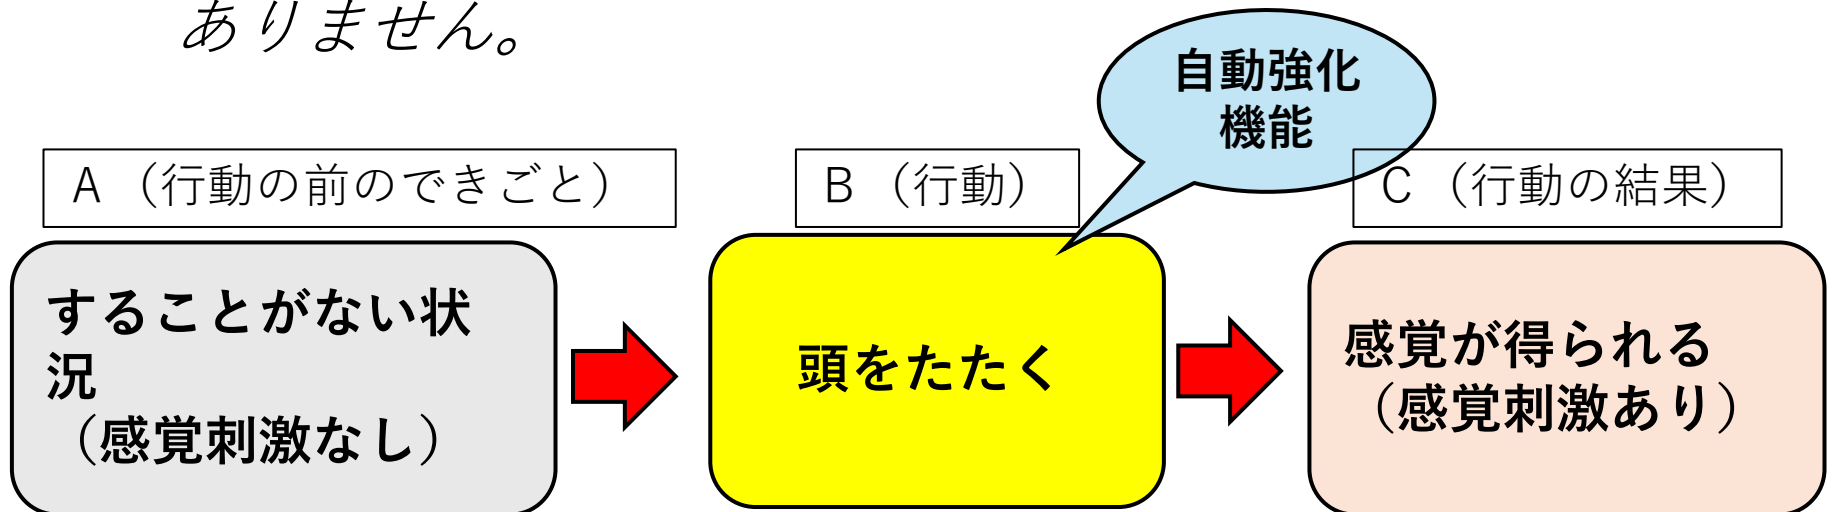 ありません。
自動強化
機能
A（行動の前のできごと）
B（行動）
C（行動の結果）
することがない状
況
（感覚刺激なし）
頭をたたく
感覚が得られる
（感覚刺激あり）